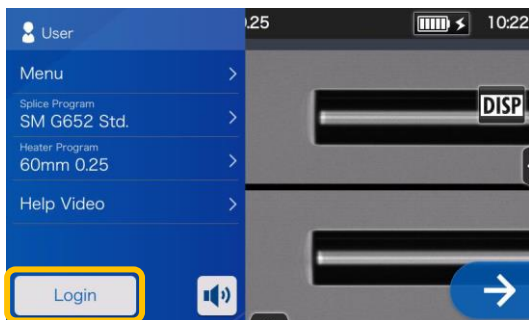 User
.25
10:22
Menu
Splice Program
SM G652 Std.
Heater Program
60mm 0.25
Help Video
DISP
Login